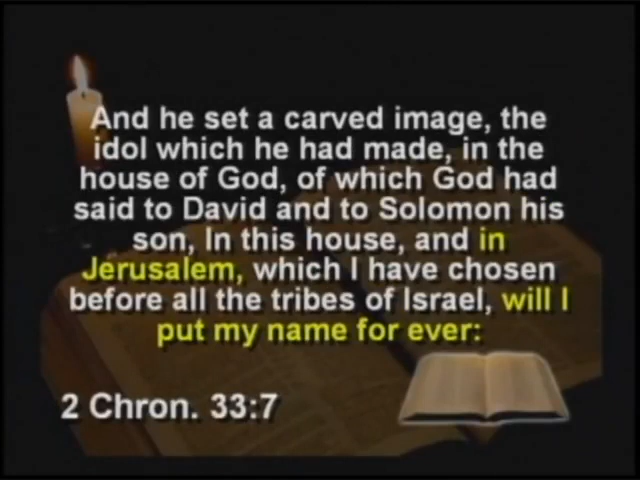 And he set a carved image, the
idol which he had made, in the
house of God, of which God had
said to David and to Solomon his
son, In this house, and in
Jerusalem, which I have chosen
before all the tribes of Israel, will I
put my name for ever:
2 Chron. 33:7